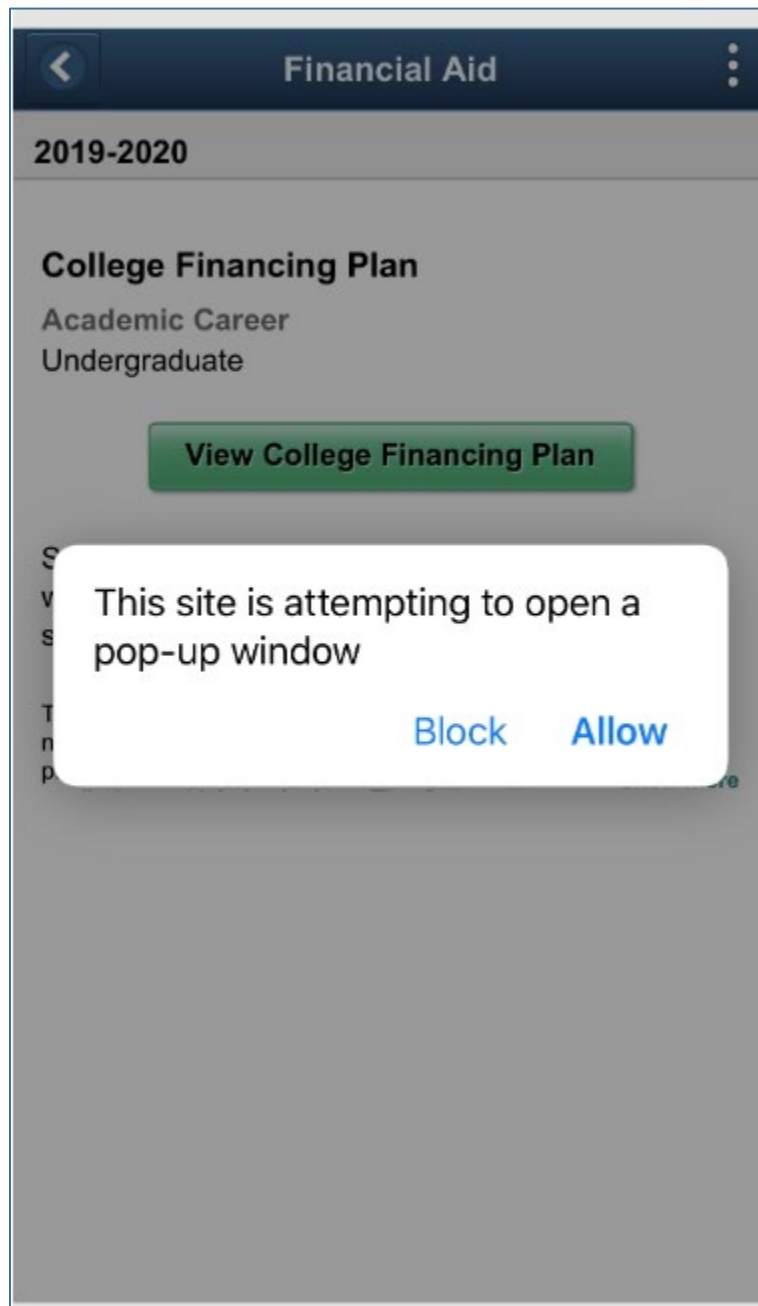 Financial Aid
2019-2020
College Financing Plan
Academic Career
Undergraduate
View College Financing Plan
This site is attempting to open a
pop-up window
Block Allow